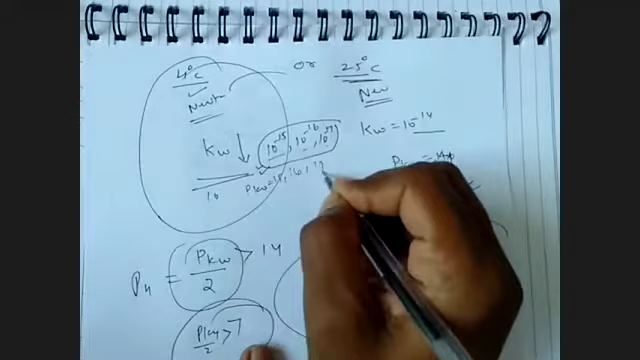 4°C or 25°C
Neut Neu
Kw ↓ 10^-15, 10^-16, 10^-17 Kw = 10^-14
10 Pkw = 15, 16, 17 Pkw =
PH = Pkw/2 > 14
Pkw/2 > 7